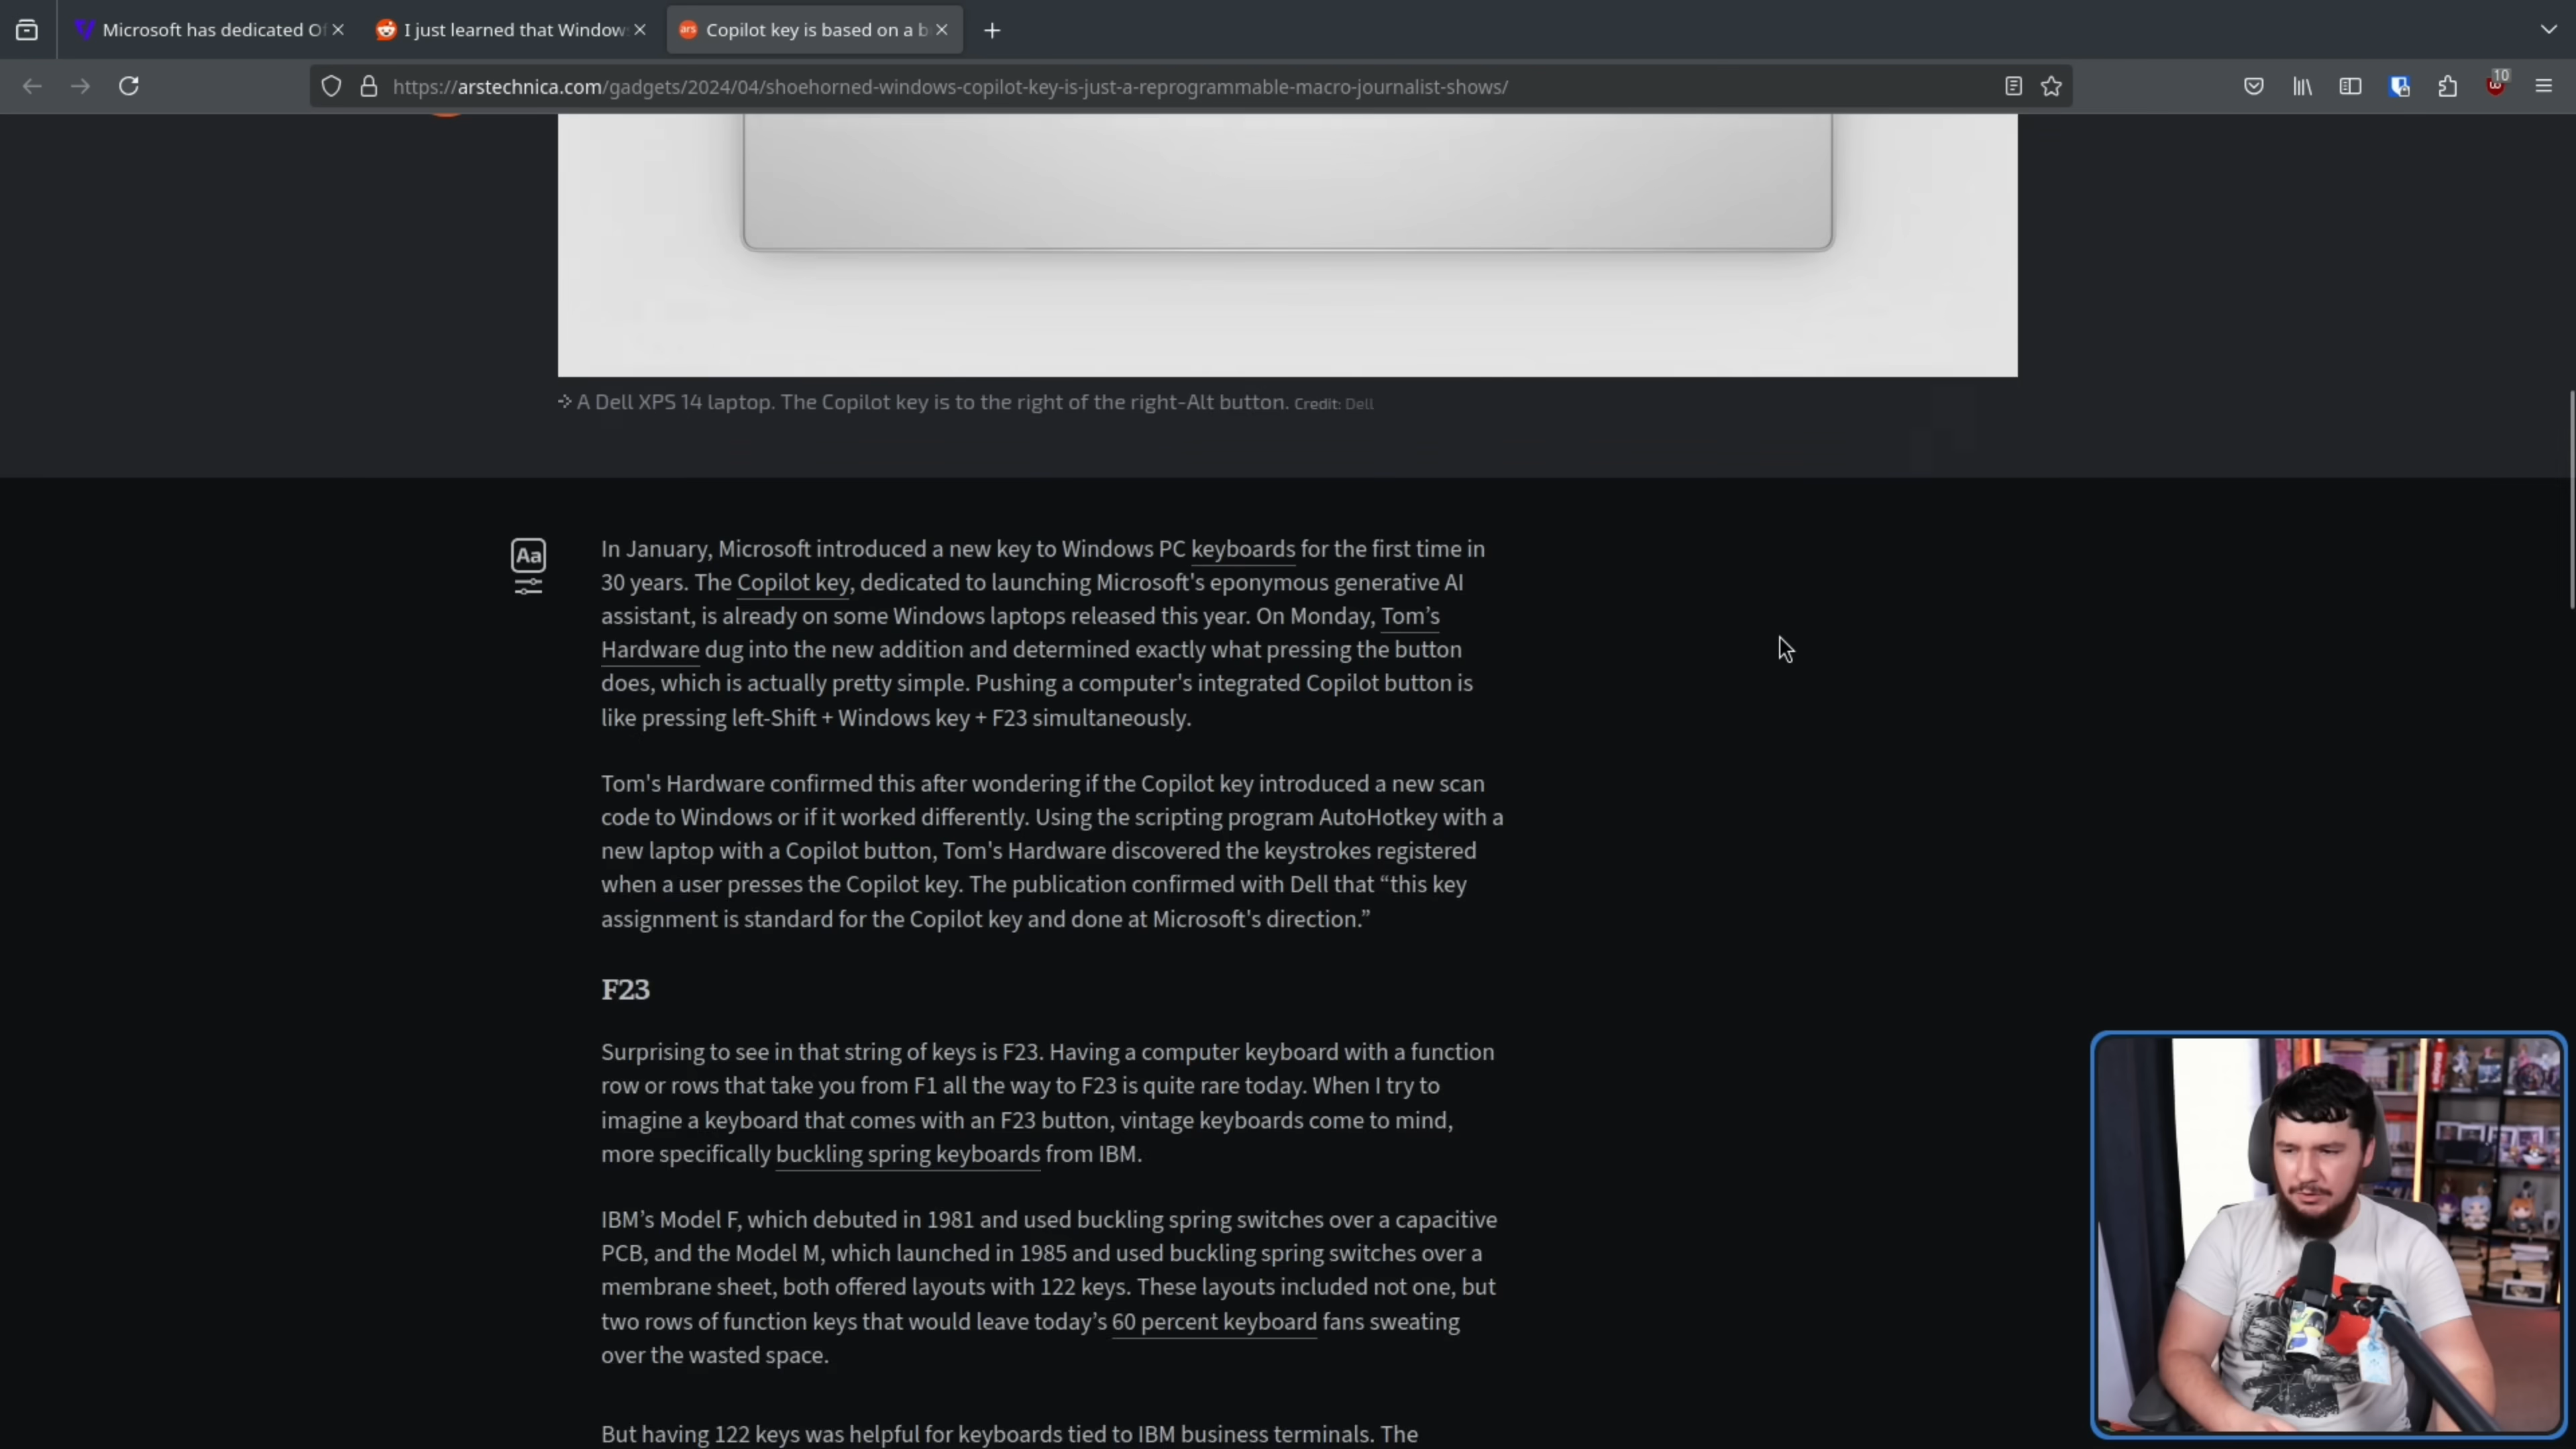 Microsoft has dedicated Of
I just learned that Window
ars
Copilot key is based on a b
https://arstechnica.com/gadgets/2024/04/shoehorned-windows-copilot-key-is-just-a-reprogrammable-macro-journalist-shows/
10
A Dell XPS 14 laptop. The Copilot key is to the right of the right-Alt button. Credit: Dell
Aa
In January, Microsoft introduced a new key to Windows PC keyboards for the first time in
30 years. The Copilot key, dedicated to launching Microsoft's eponymous generative AI
assistant, is already on some Windows laptops released this year. On Monday, Tom’s
Hardware dug into the new addition and determined exactly what pressing the button
does, which is actually pretty simple. Pushing a computer's integrated Copilot button is
like pressing left-Shift + Windows key + F23 simultaneously.
Tom's Hardware confirmed this after wondering if the Copilot key introduced a new scan
code to Windows or if it worked differently. Using the scripting program AutoHotkey with a
new laptop with a Copilot button, Tom's Hardware discovered the keystrokes registered
when a user presses the Copilot key. The publication confirmed with Dell that “this key
assignment is standard for the Copilot key and done at Microsoft's direction.”
F23
Surprising to see in that string of keys is F23. Having a computer keyboard with a function
row or rows that take you from F1 all the way to F23 is quite rare today. When I try to
imagine a keyboard that comes with an F23 button, vintage keyboards come to mind,
more specifically buckling spring keyboards from IBM.
IBM’s Model F, which debuted in 1981 and used buckling spring switches over a capacitive
PCB, and the Model M, which launched in 1985 and used buckling spring switches over a
membrane sheet, both offered layouts with 122 keys. These layouts included not one, but
two rows of function keys that would leave today’s 60 percent keyboard fans sweating
over the wasted space.
But having 122 keys was helpful for keyboards tied to IBM business terminals. The